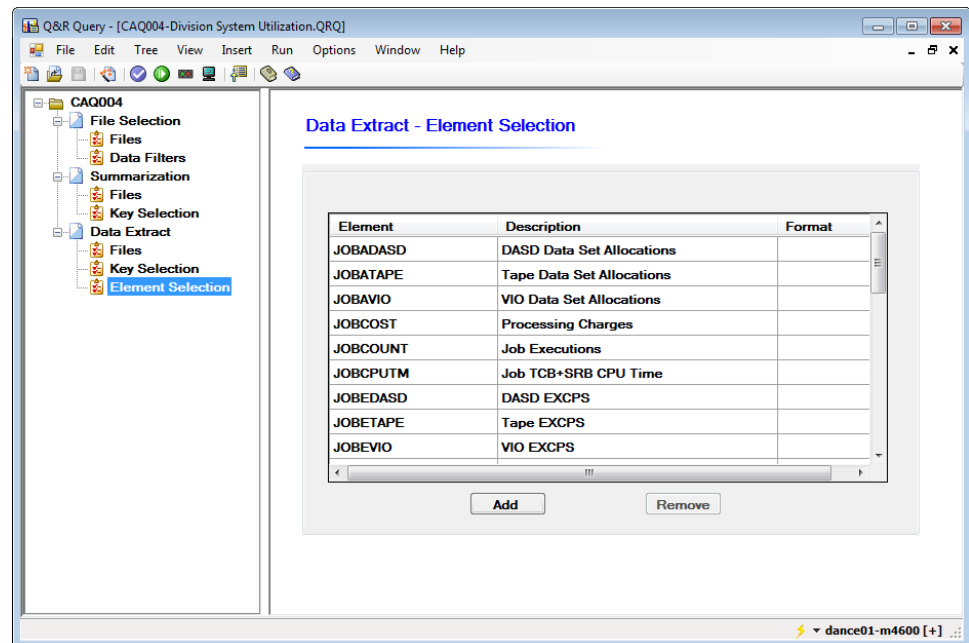 Q&R Query - [CAQ004-Division System Utilization.QRQ]
File Edit Tree View Insert Run Options Window Help
CAQ004
File Selection
Files
Data Filters
Summarization
Files
Key Selection
Data Extract
Files
Key Selection
Element Selection
Data Extract - Element Selection
Element Description Format
JOBADASD DASD Data Set Allocations
JOBATAPE Tape Data Set Allocations
JOBAVIO VIO Data Set Allocations
JOBCOST Processing Charges
JOBCOUNT Job Executions
JOBCPUTM Job TCB+SRB CPU Time
JOBEDASD DASD EXCPS
JOBETAPE Tape EXCPS
JOBEVIO VIO EXCPS
Add Remove
dance01-m4600 [+]